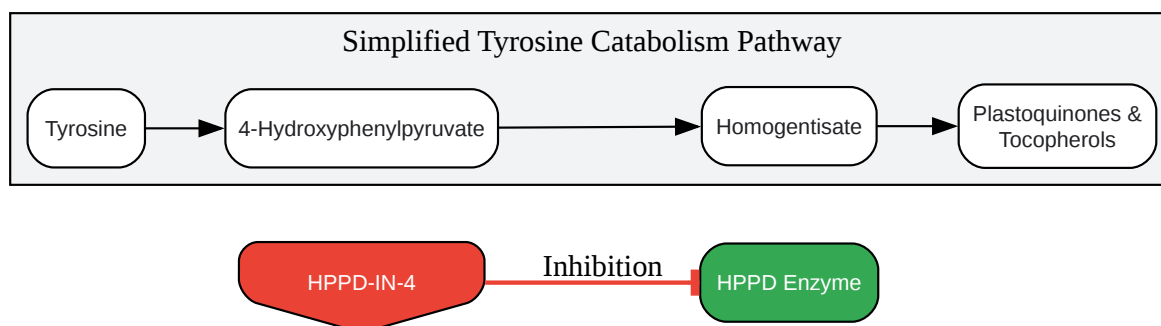 Simplified Tyrosine Catabolism Pathway
Tyrosine
4-Hydroxyphenylpyruvate
Homogentisate
Plastoquinones &
Tocopherols
HPPD-IN-4
Inhibition
HPPD Enzyme